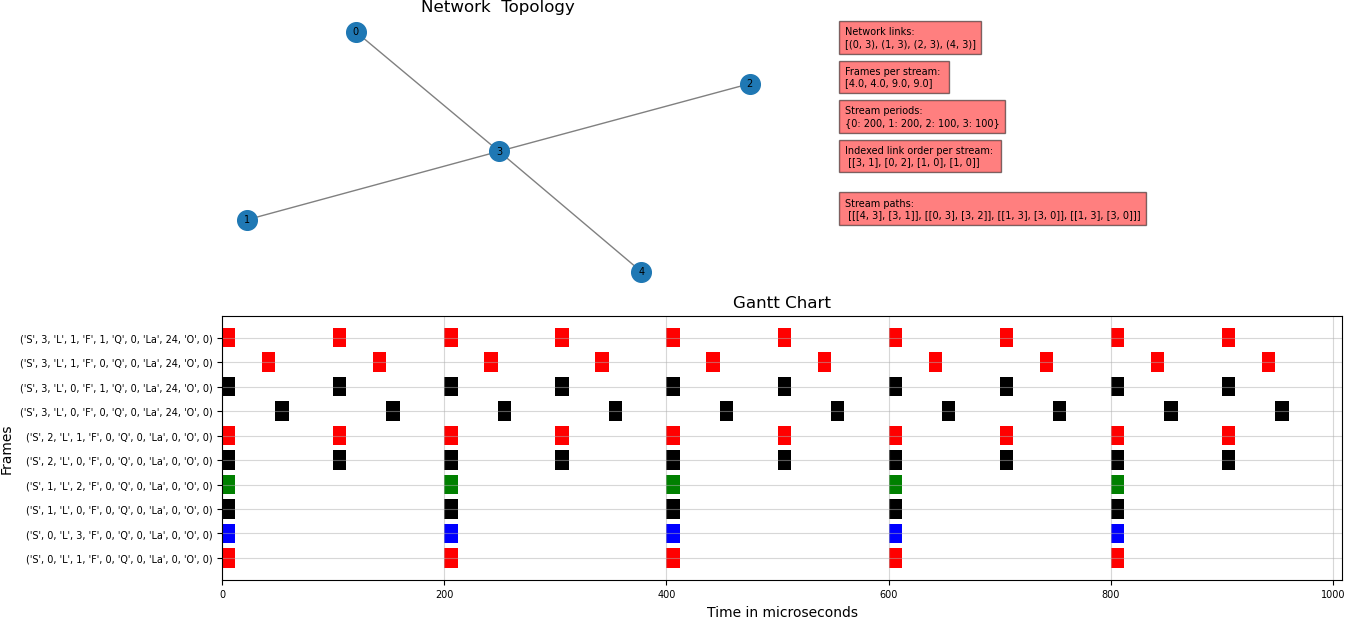 Network  Topology
0
2
3
1
4
Network links:
[(0, 3), (1, 3), (2, 3), (4, 3)]
Frames per stream:
[4.0, 4.0, 9.0, 9.0]
Stream periods:
{0: 200, 1: 200, 2: 100, 3: 100}
Indexed link order per stream:
[[3, 1], [0, 2], [1, 0], [1, 0]]
Stream paths:
[[[4, 3], [3, 1]], [[0, 3], [3, 2]], [[1, 3], [3, 0]], [[1, 3], [3, 0]]]
Gantt Chart
Frames
('S', 3, 'L', 1, 'F', 1, 'Q', 0, 'La', 24, 'O', 0)
('S', 3, 'L', 1, 'F', 0, 'Q', 0, 'La', 24, 'O', 0)
('S', 3, 'L', 0, 'F', 1, 'Q', 0, 'La', 24, 'O', 0)
('S', 3, 'L', 0, 'F', 0, 'Q', 0, 'La', 24, 'O', 0)
('S', 2, 'L', 1, 'F', 0, 'Q', 0, 'La', 0, 'O', 0)
('S', 2, 'L', 0, 'F', 0, 'Q', 0, 'La', 0, 'O', 0)
('S', 1, 'L', 2, 'F', 0, 'Q', 0, 'La', 0, 'O', 0)
('S', 1, 'L', 0, 'F', 0, 'Q', 0, 'La', 0, 'O', 0)
('S', 0, 'L', 3, 'F', 0, 'Q', 0, 'La', 0, 'O', 0)
('S', 0, 'L', 1, 'F', 0, 'Q', 0, 'La', 0, 'O', 0)
0 200 400 600 800 1000
Time in microseconds